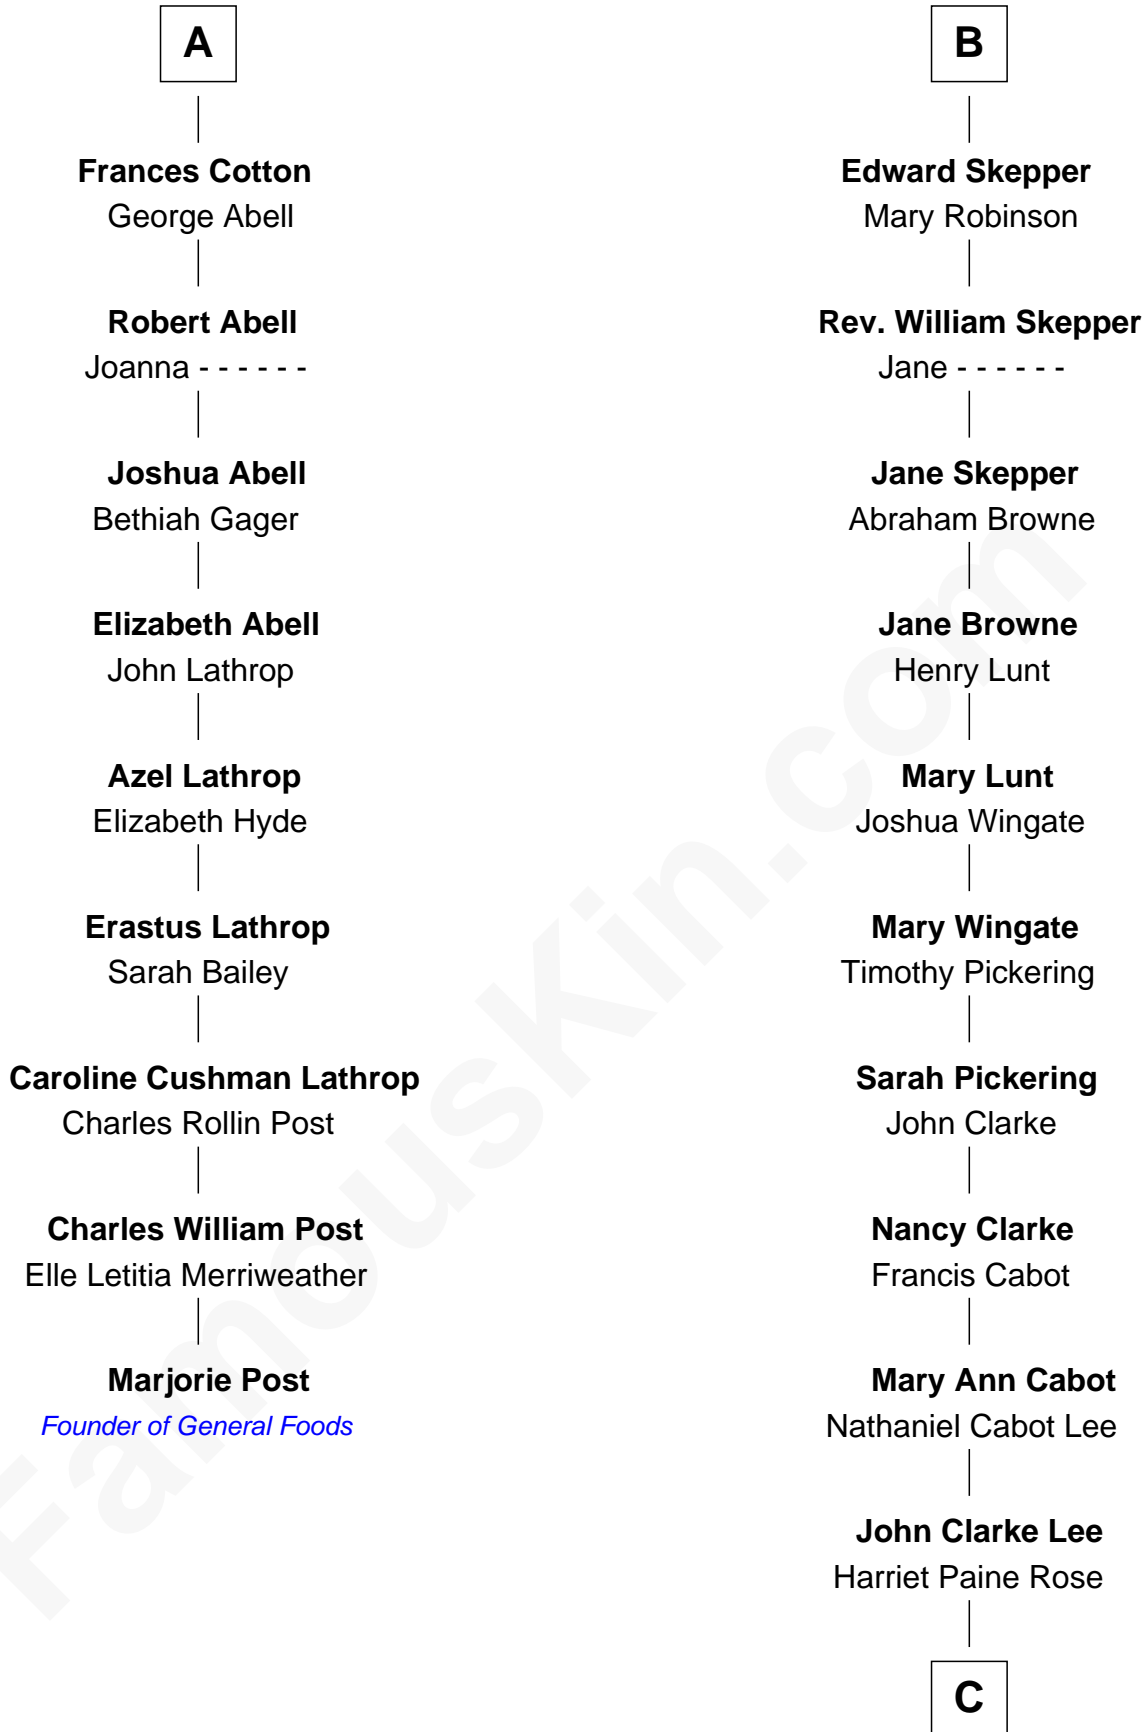 A
Frances Cotton
George Abell
Robert Abell
Joanna - - - - - -
Joshua Abell
Bethiah Gager
Elizabeth Abell
John Lathrop
Azel Lathrop
Elizabeth Hyde
Erastus Lathrop
Sarah Bailey
Caroline Cushman Lathrop
Charles Rollin Post
Charles William Post
Elle Letitia Merriweather
Marjorie Post
Founder of General Foods
B
Edward Skepper
Mary Robinson
Rev. William Skepper
Jane - - - - - -
Jane Skepper
Abraham Browne
Jane Browne
Henry Lunt
Mary Lunt
Joshua Wingate
Mary Wingate
Timothy Pickering
Sarah Pickering
John Clarke
Nancy Clarke
Francis Cabot
Mary Ann Cabot
Nathaniel Cabot Lee
John Clarke Lee
Harriet Paine Rose
C
FamousKin.com